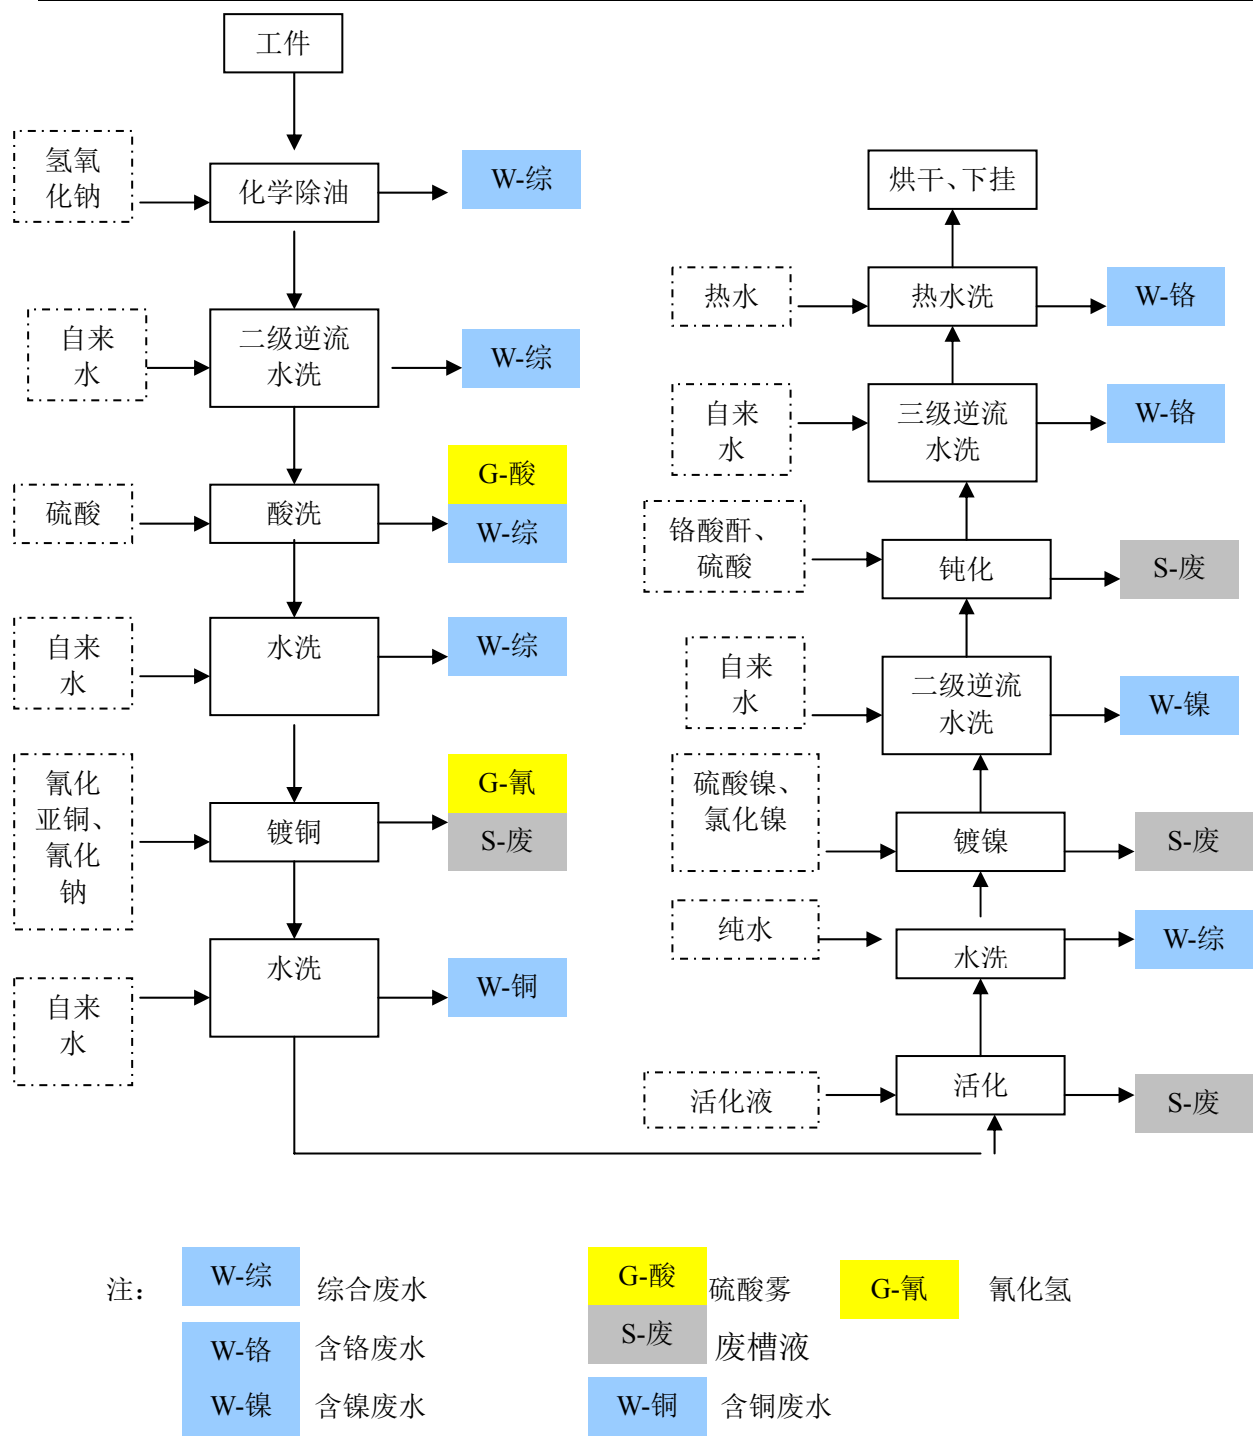 工件
氢氧
化钠
化学除油
W-综
自来
水
二级逆流
水洗
W-综
硫酸
酸洗
G-酸
W-综
自来
水
水洗
W-综
氰化
亚铜、
氰化
钠
镀铜
G-氰
S-废
自来
水
水洗
W-铜
烘干、下挂
热水
热水洗
W-铬
自来
水
三级逆流
水洗
W-铬
铬酸酐、
硫酸
钝化
S-废
自来
水
二级逆流
水洗
W-镍
硫酸镍、
氯化镍
镀镍
S-废
纯水
水洗
W-综
活化液
活化
S-废
注：
W-综 综合废水
G-酸 硫酸雾
G-氰 氰化氢
W-铬 含铬废水
S-废 废槽液
W-镍 含镍废水
W-铜 含铜废水